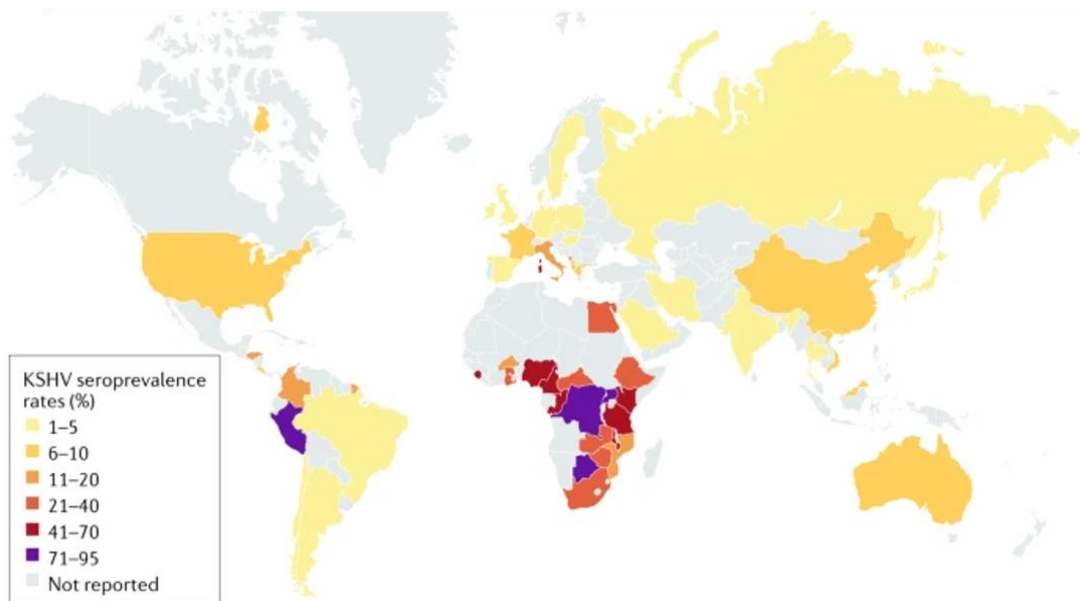 KSHV seroprevalence
rates (%)
1–5
6–10
11–20
21–40
41–70
71–95
Not reported